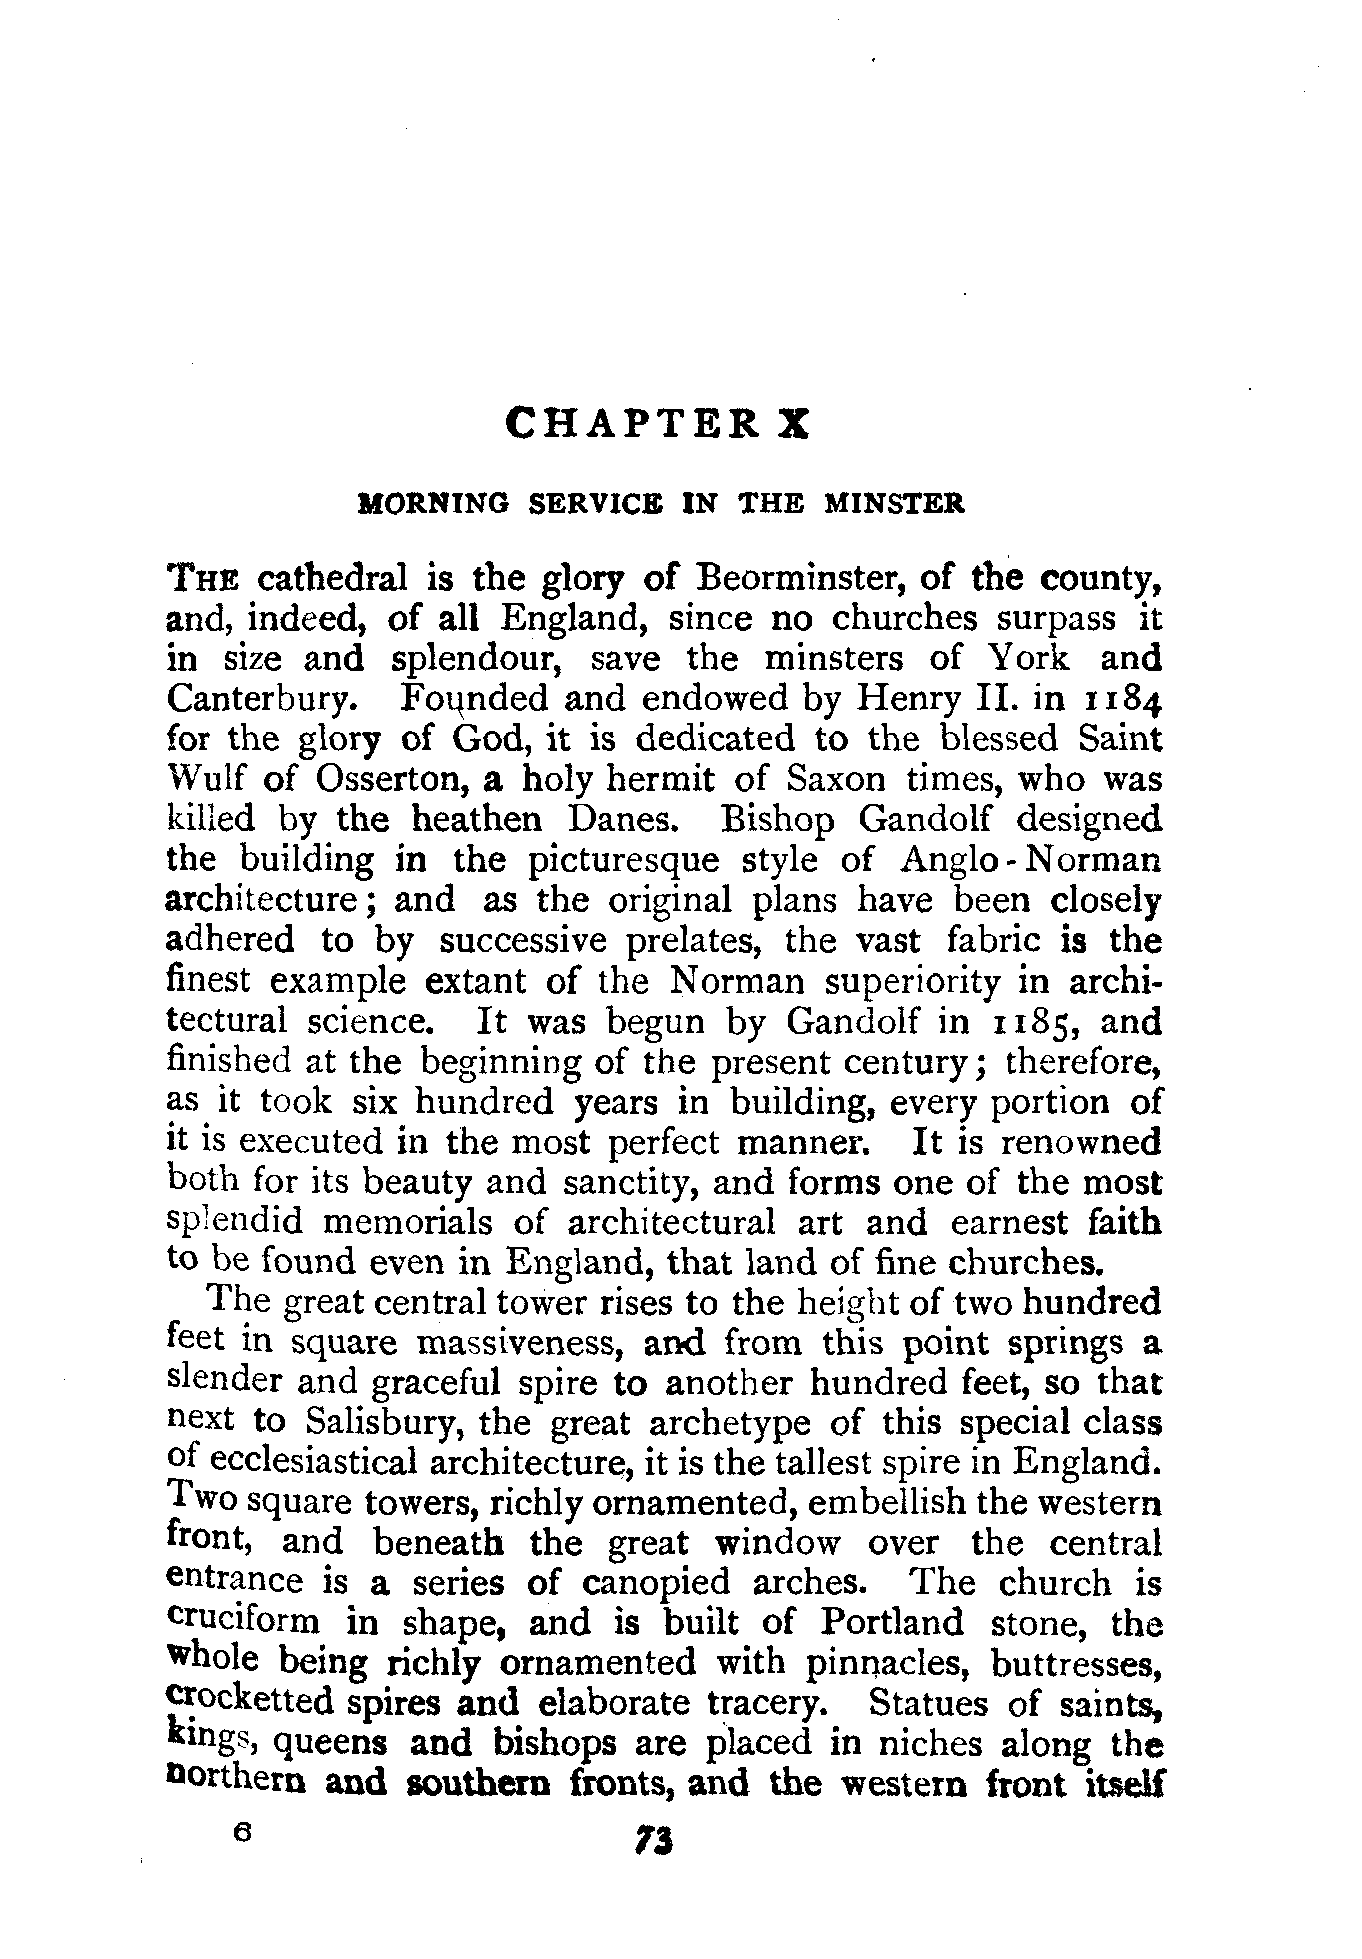 CHAPTER X
MORNING SERVICE IN THE MINSTER
THE cathedral is the glory of Beorminster, of the county,
and, indeed, of all England, since no churches surpass it
in size and splendour, save the minsters of York and
Canterbury. Founded and endowed by Henry II. in 1184
for the glory of God, it is dedicated to the blessed Saint
Wulf of Osserton, a holy hermit of Saxon times, who was
killed by the heathen Danes. Bishop Gandolf designed
the building in the picturesque style of Anglo-Norman
architecture; and as the original plans have been closely
adhered to by successive prelates, the vast fabric is the
finest example extant of the Norman superiority in archi-
tectural science. It was begun by Gandolf in 1185, and
finished at the beginning of the present century; therefore,
as it took six hundred years in building, every portion of
it is executed in the most perfect manner. It is renowned
both for its beauty and sanctity, and forms one of the most
splendid memorials of architectural art and earnest faith
to be found even in England, that land of fine churches.
The great central tower rises to the height of two hundred
feet in square massiveness, and from this point springs a
slender and graceful spire to another hundred feet, so that
next to Salisbury, the great archetype of this special class
of ecclesiastical architecture, it is the tallest spire in England.
Two square towers, richly ornamented, embellish the western
front, and beneath the great window over the central
entrance is a series of canopied arches. The church is
cruciform in shape, and is built of Portland stone, the
whole being richly ornamented with pinnacles, buttresses,
crocketted spires and elaborate tracery. Statues of saints,
kings, queens and bishops are placed in niches along the
northern and southern fronts, and the western front itself
6 73